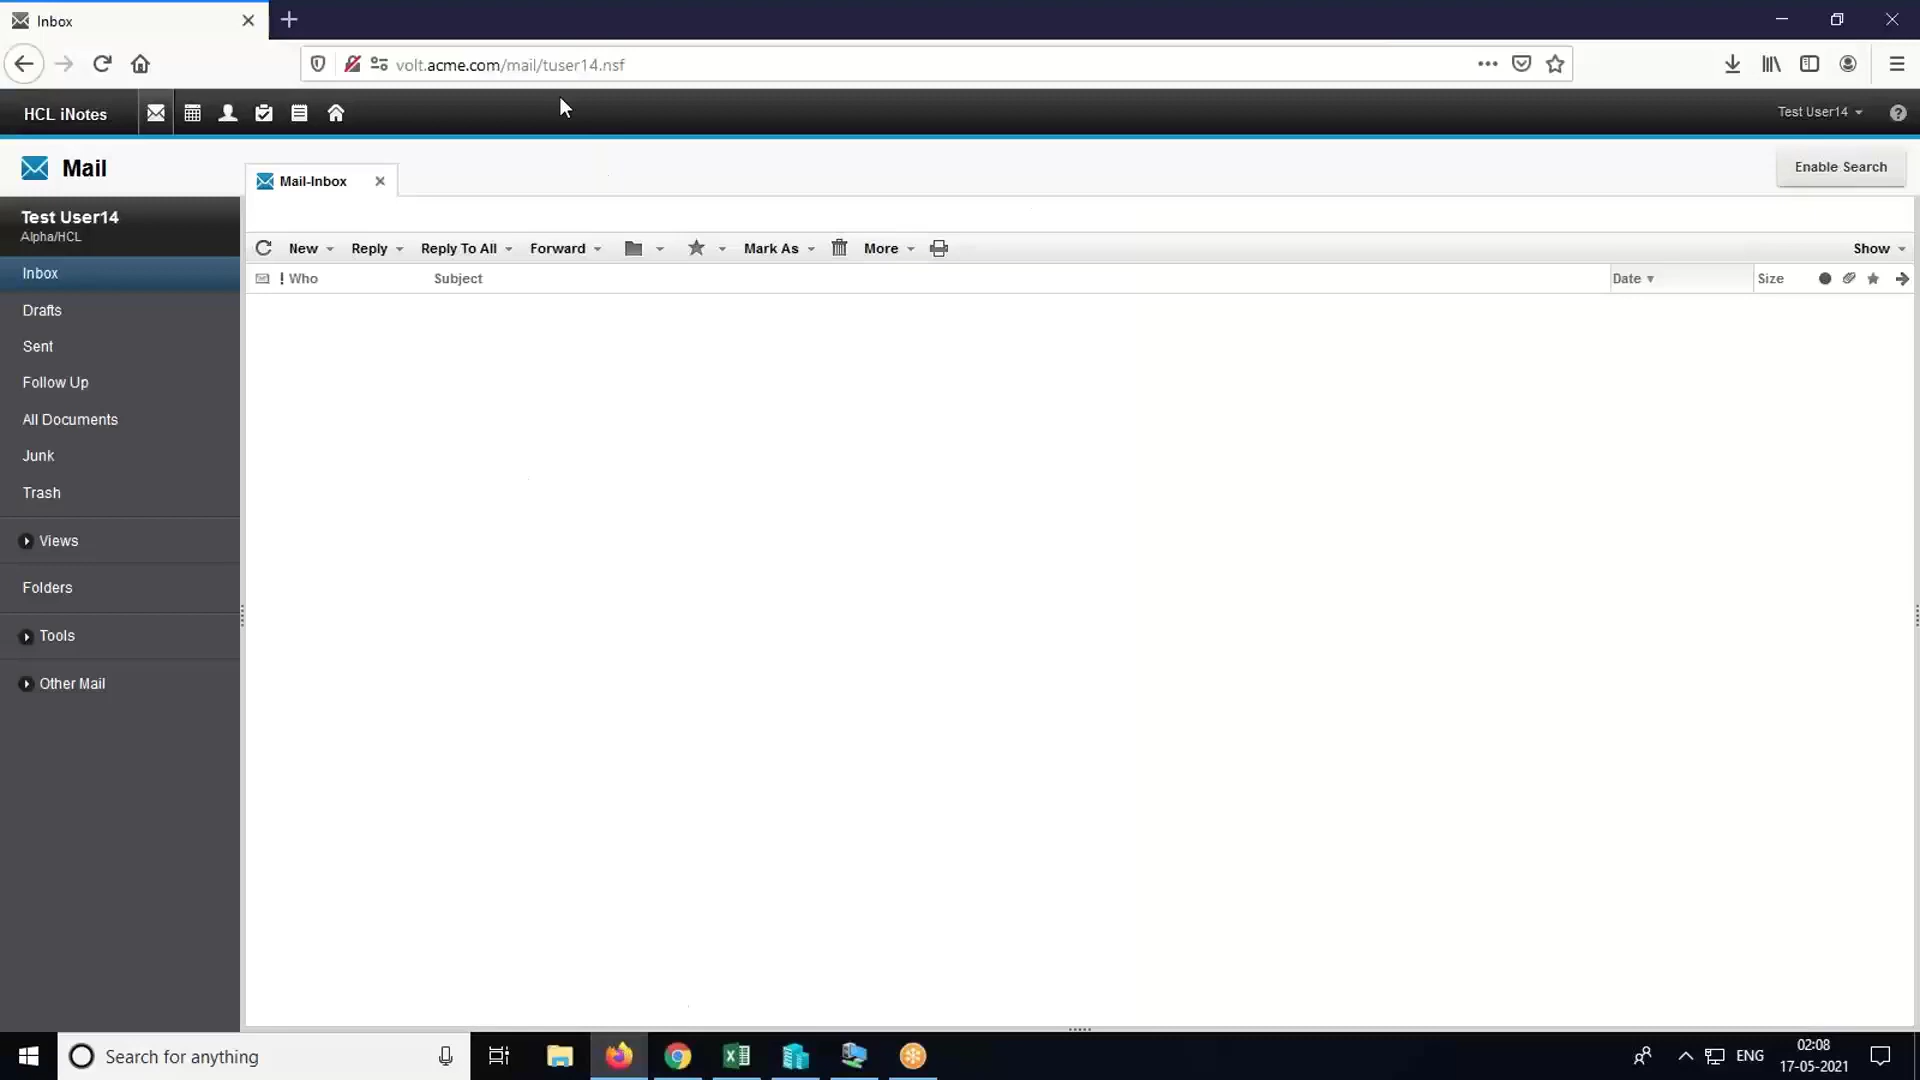 Inbox
volt.acme.com/mail/tuser14.nsf
HCL iNotes
Test User14
Mail
Mail-Inbox
Enable Search
Test User14
Alpha/HCL
New
Reply
Reply To All
Forward
Mark As
More
Show
! Who
Subject
Date
Size
Inbox
Drafts
Sent
Follow Up
All Documents
Junk
Trash
Views
Folders
Tools
Other Mail
Search for anything
ENG
02:08
17-05-2021